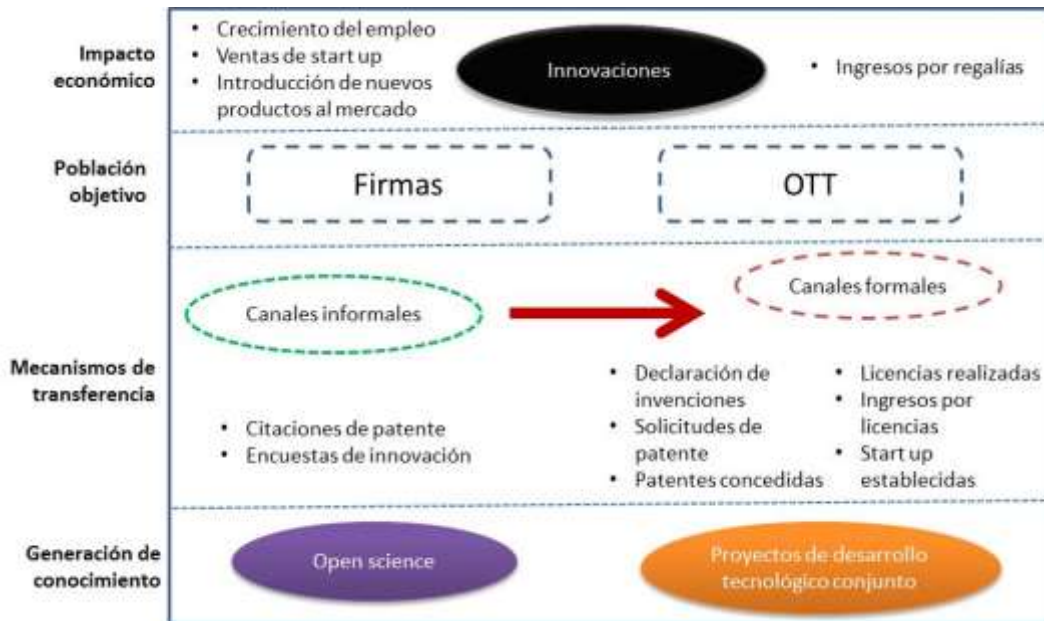 Impacto
económico
• Crecimiento del empleo
• Ventas de start up
• Introducción de nuevos
productos al mercado
Innovaciones
• Ingresos por regalías
Población
objetivo
Firmas
OTT
Mecanismos de
transferencia
Canales informales
Canales formales
• Citaciones de patente
• Encuestas de innovación
• Declaración de
invenciones
• Solicitudes de
patente
• Patentes concedidas
• Licencias realizadas
• Ingresos por
licencias
• Start up
establecidas
Generación de
conocimiento
Open science
Proyectos de desarrollo
tecnológico conjunto